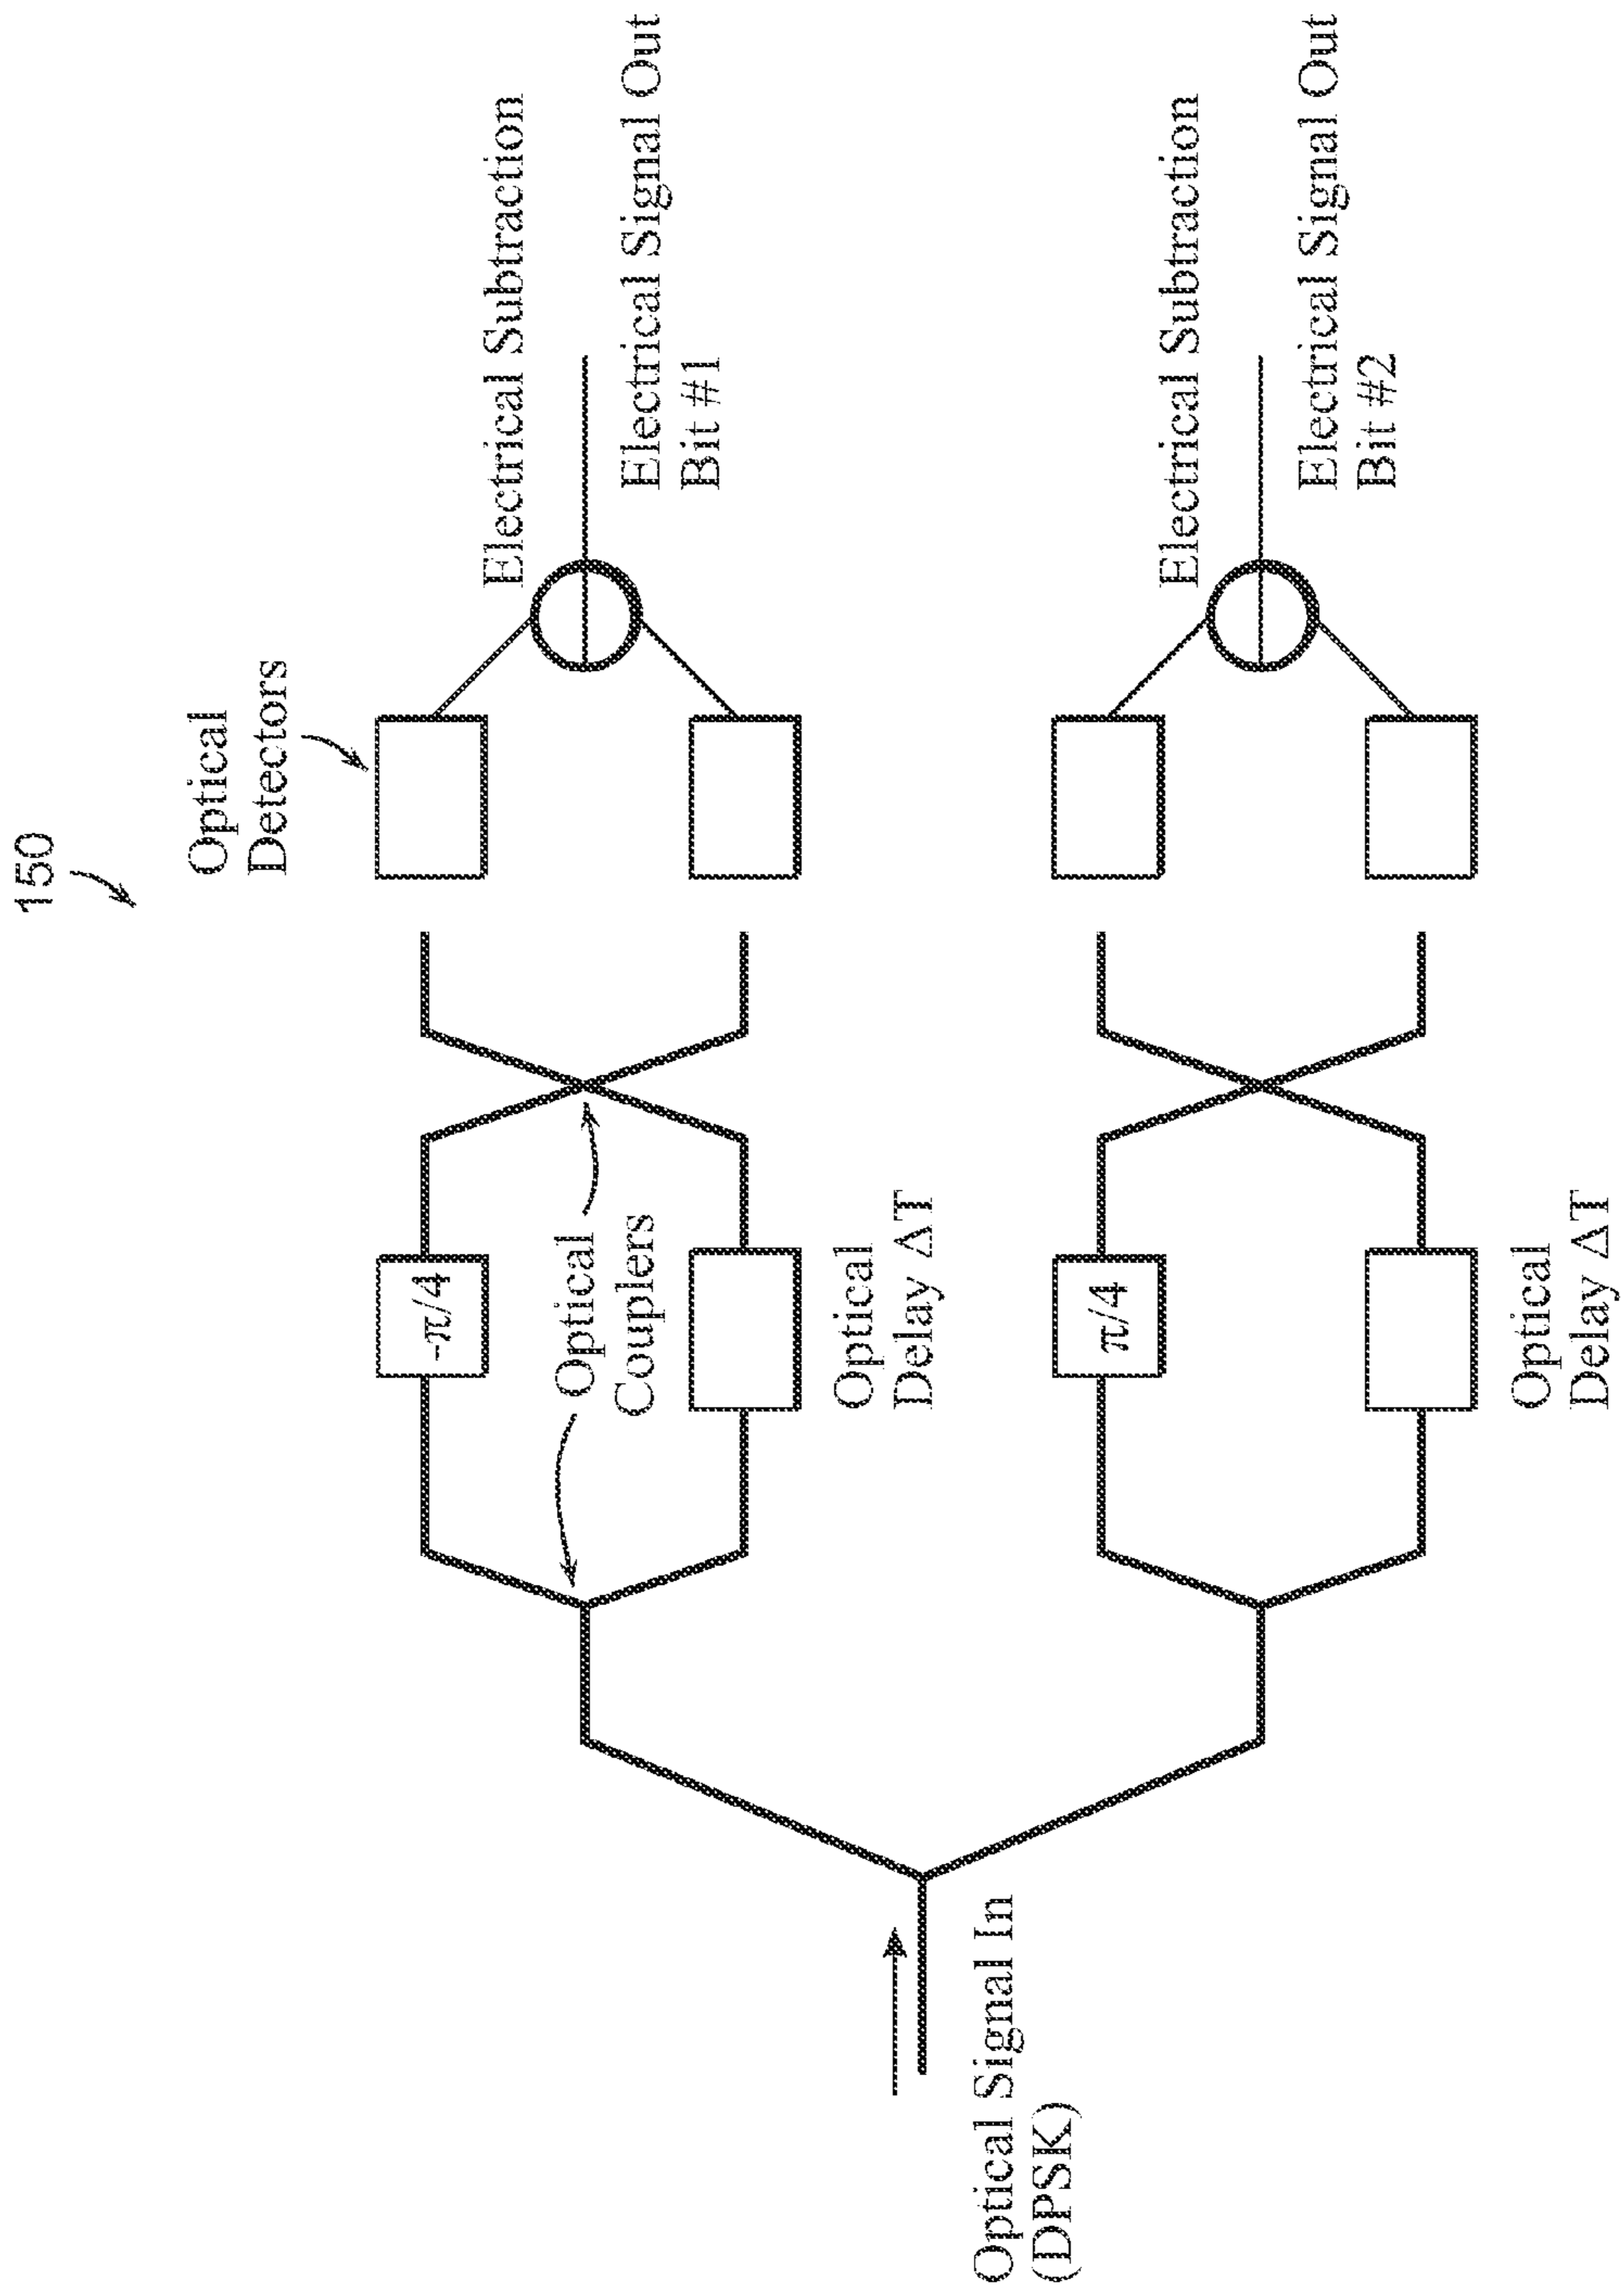 150
Optical
Detectors
Electrical Subtraction
Electrical Signal Out
Bit #1
-π/4
Optical
Couplers
Optical
Delay ΔT
Optical Signal In
(DPSK)
Electrical Subtraction
Electrical Signal Out
Bit #2
π/4
Optical
Delay ΔT